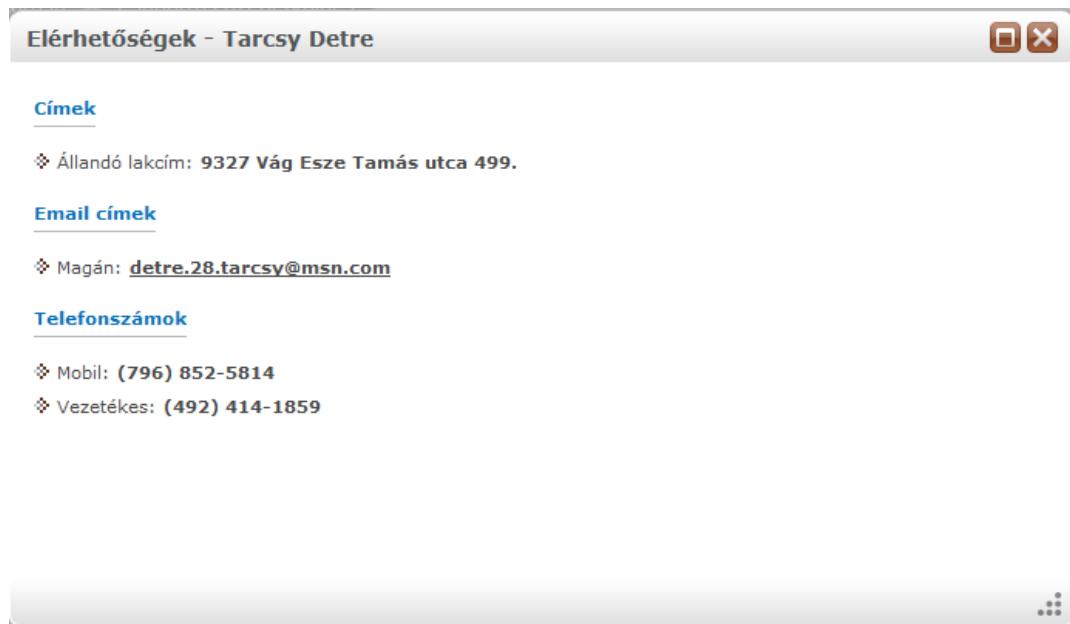 Elérhetőségek - Tarcsy Detre
Címek
Állandó lakcím: 9327 Vág Esze Tamás utca 499.
Email címek
Magán: detre.28.tarcsy@msn.com
Telefonszámok
Mobil: (796) 852-5814
Vezetékes: (492) 414-1859